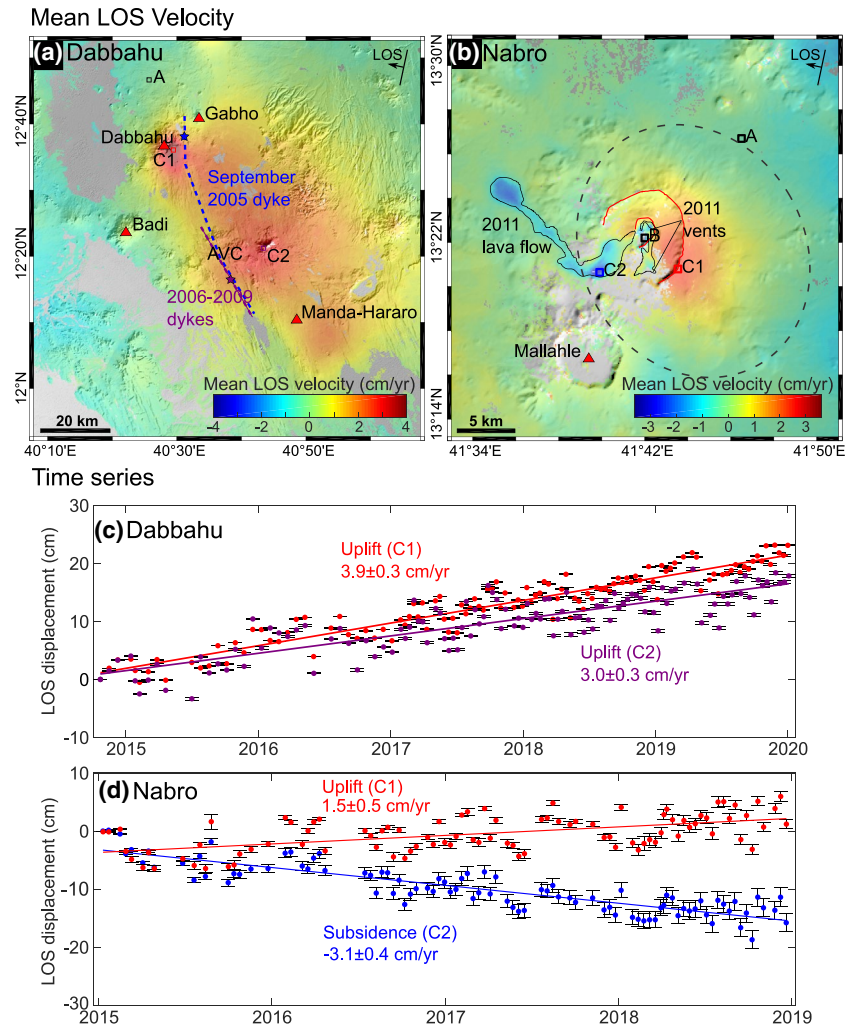 Mean LOS Velocity
(a) Dabbahu
LOS
A
Gabho
Dabbahu
C1
September
2005 dyke
Badi
AVC
C2
2006-2009
dykes
Manda-Hararo
Mean LOS velocity (cm/yr)
-4 -2 0 2 4
20 km
12°40'
12°20'
12°N
40°10'E 40°30' 40°50'
(b) Nabro
LOS
A
2011
lava flow
2011
vents
B
C2
C1
Mallahle
Mean LOS velocity (cm/yr)
-3 -2 -1 0 1 2 3
5 km
13°30'N
13°22'
13°14'
41°34'E 41°42' 41°50'E
Time series
(c) Dabbahu
Uplift (C1)
3.9±0.3 cm/yr
Uplift (C2)
3.0±0.3 cm/yr
LOS displacement (cm)
30
20
10
0
-10
2015 2016 2017 2018 2019 2020
(d) Nabro
Uplift (C1)
1.5±0.5 cm/yr
Subsidence (C2)
-3.1±0.4 cm/yr
LOS displacement (cm)
10
0
-10
-20
-30
2015 2016 2017 2018 2019